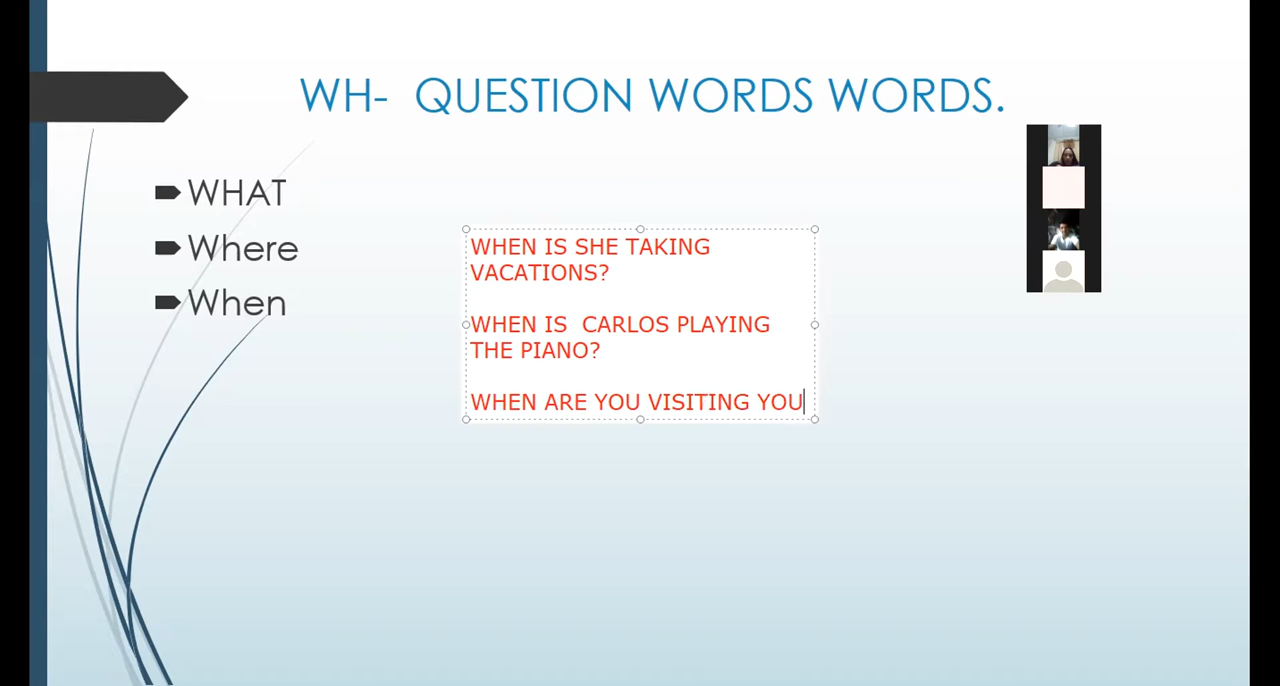 WH- QUESTION WORDS WORDS.
WHAT
Where
When
WHEN IS SHE TAKING
VACATIONS?
WHEN IS CARLOS PLAYING
THE PIANO?
WHEN ARE YOU VISITING YOU